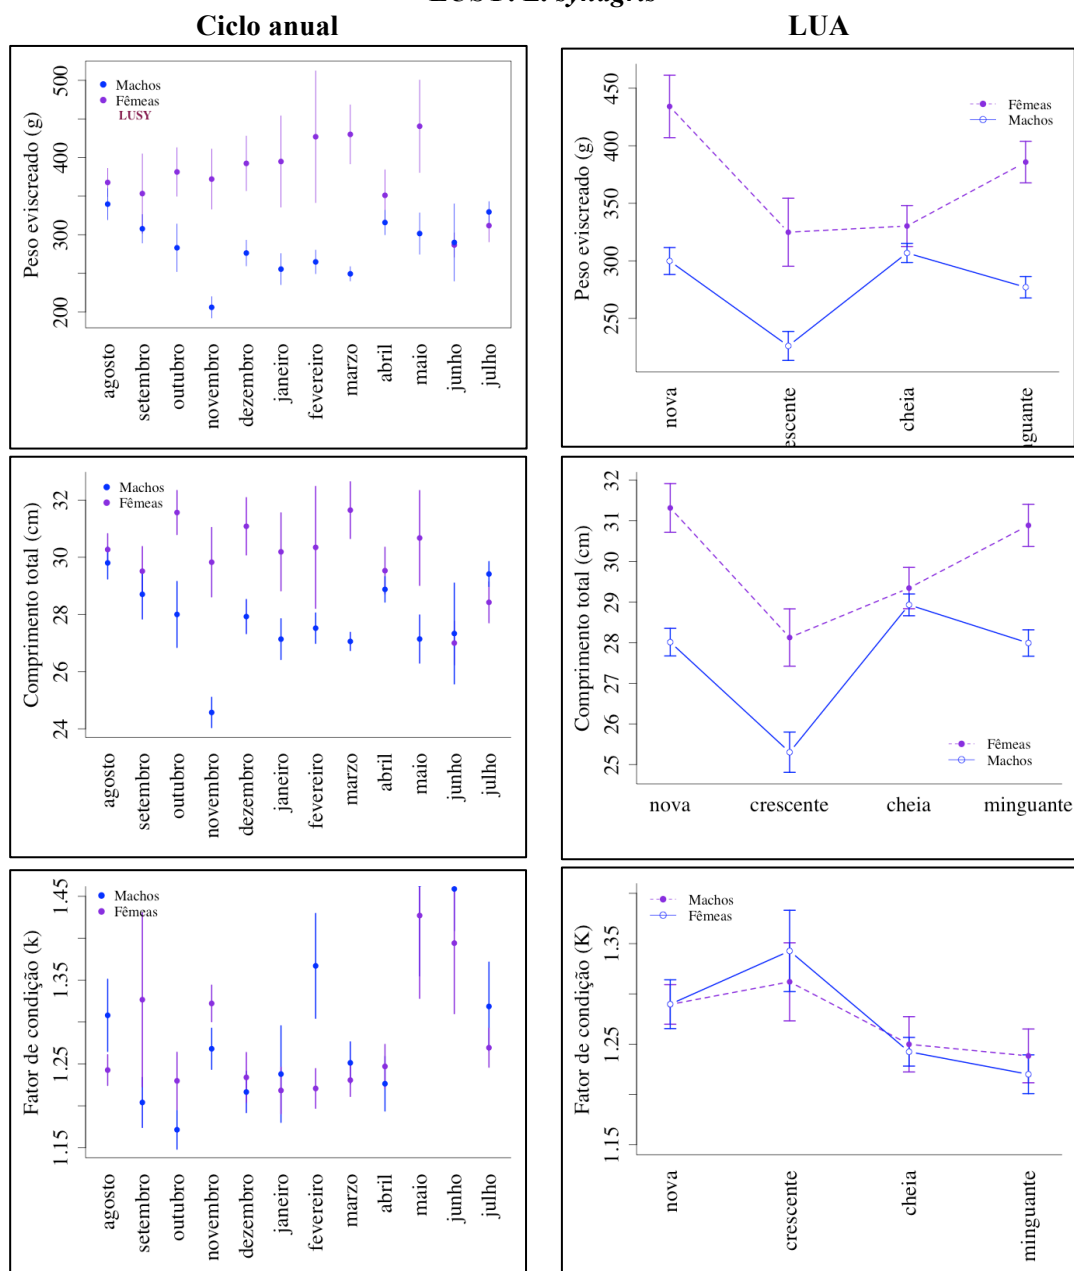 Ciclo anual
LUA
Peso eviscreado (g)
500
400
300
200
Machos
Fêmeas
LUSY
agosto
setembro
outubro
novembro
dezembro
janeiro
fevereiro
marzo
abril
maio
junho
julho
Peso eviscreado (g)
450
400
350
300
250
Fêmeas
Machos
nova
escente
cheia
nguante
Comprimento total (cm)
32
30
28
26
24
Machos
Fêmeas
agosto
setembro
outubro
novembro
dezembro
janeiro
fevereiro
marzo
abril
maio
junho
julho
Comprimento total (cm)
32
31
30
29
28
27
26
25
Fêmeas
Machos
nova
crescente
cheia
minguante
Fator de condição (k)
1.45
1.35
1.25
1.15
Machos
Fêmeas
agosto
setembro
outubro
novembro
dezembro
janeiro
fevereiro
marzo
abril
maio
junho
julho
Fator de condição (K)
1.35
1.25
1.15
Machos
Fêmeas
nova
crescente
cheia
minguante